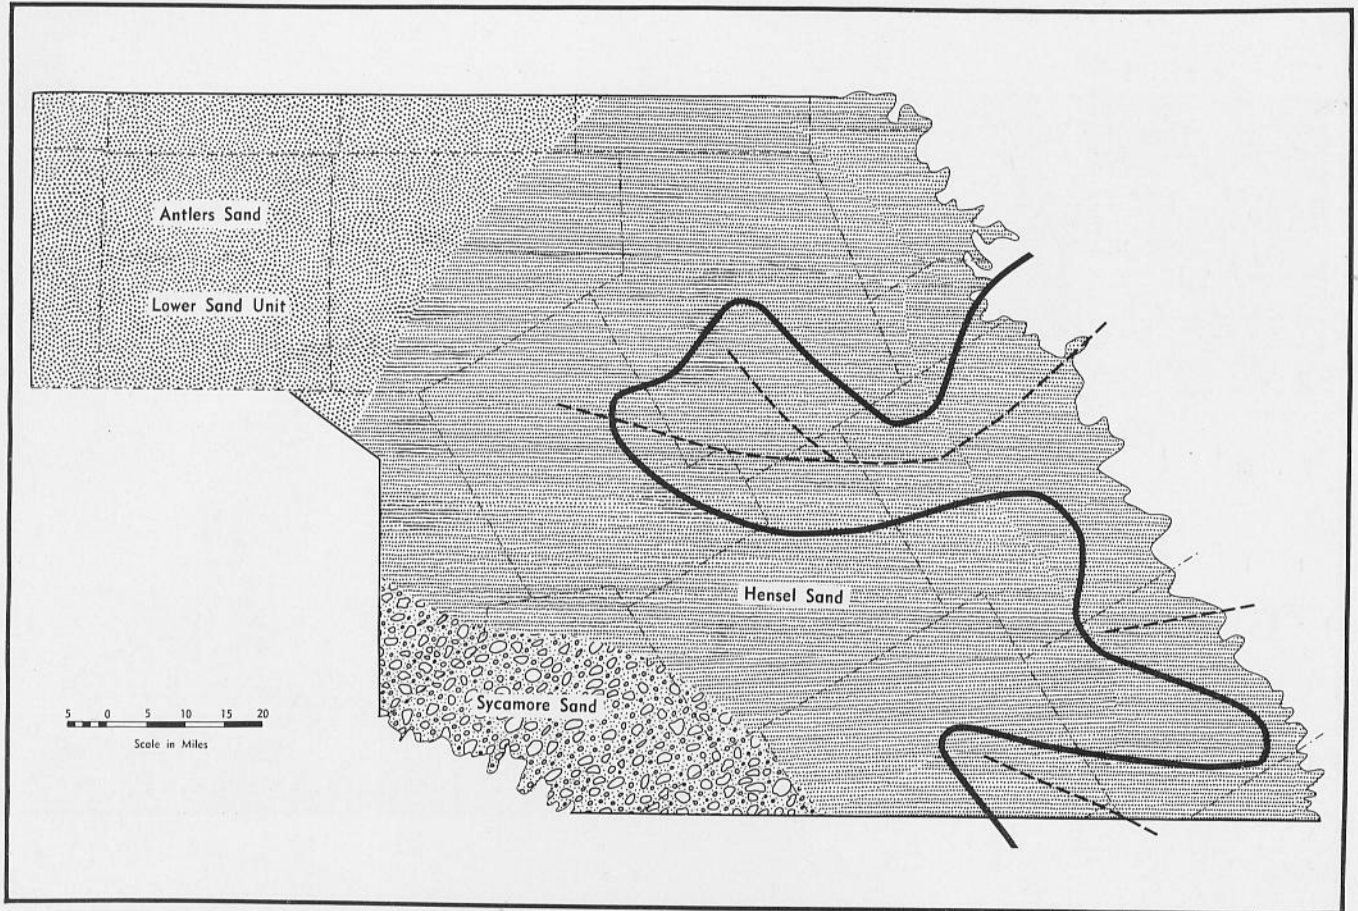 Antlers Sand
Lower Sand Unit
Hensel Sand
Sycamore Sand
5 0 5 10 15 20
Scale in Miles